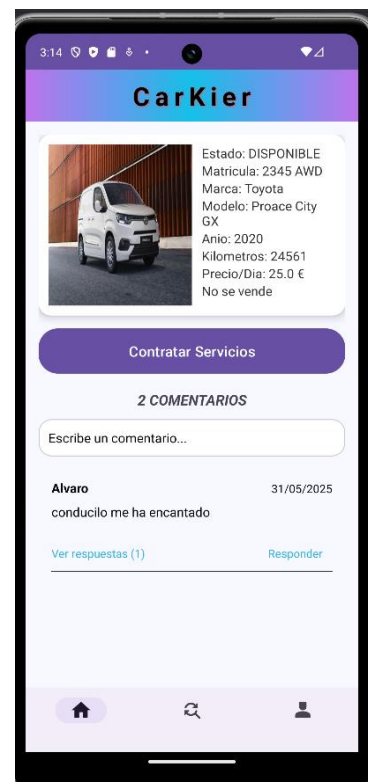 3:14
CarKier
Estado: DISPONIBLE
Matricula: 2345 AWD
Marca: Toyota
Modelo: Proace City
GX
Anio: 2020
Kilometros: 24561
Precio/Dia: 25.0 €
No se vende
Contratar Servicios
2 COMENTARIOS
Escribe un comentario...
Alvaro 31/05/2025
conducilo me ha encantado
Ver respuestas (1) Responder